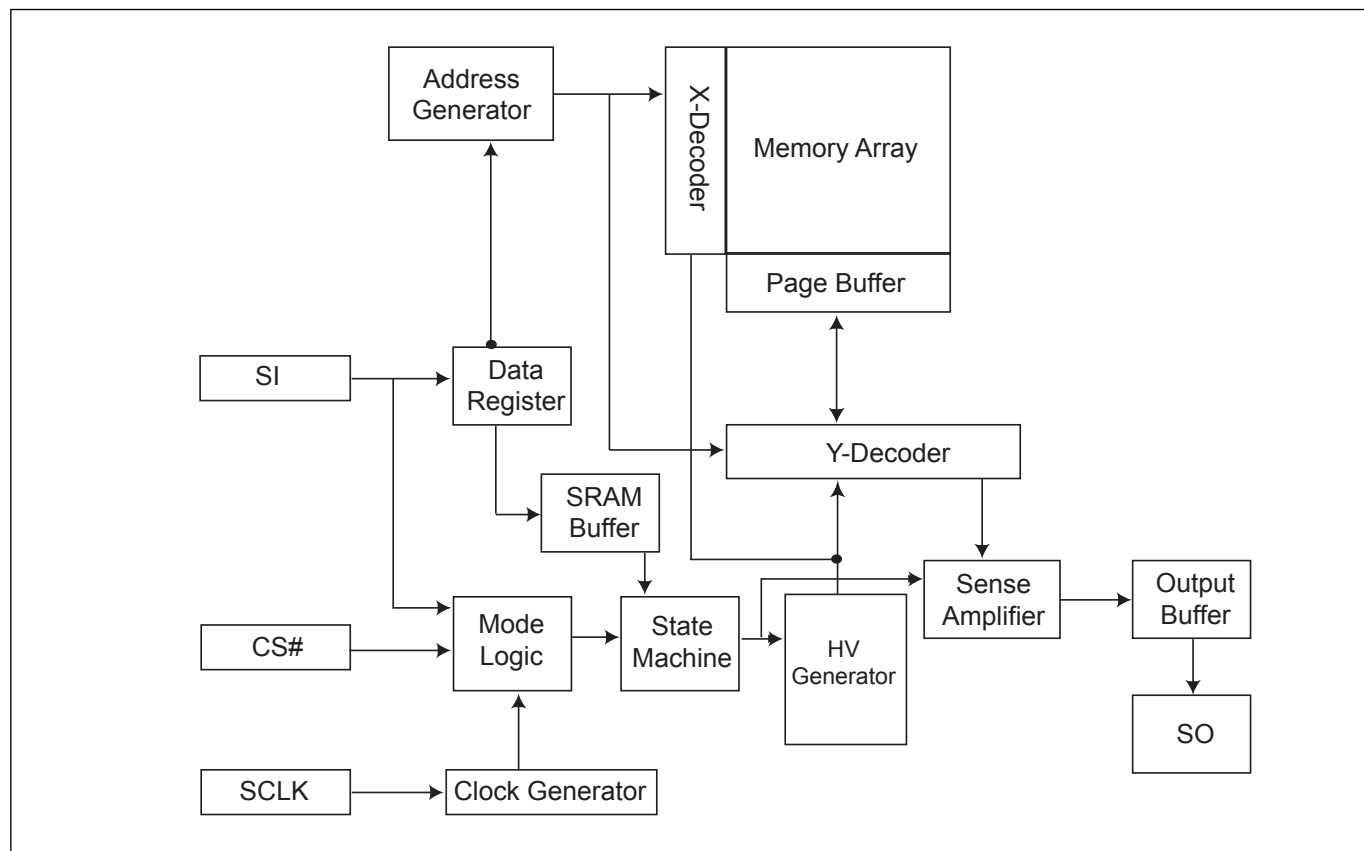 Address
Generator
X-Decoder
Memory Array
Page Buffer
SI
Data
Register
Y-Decoder
SRAM
Buffer
CS#
Mode
Logic
State
Machine
HV
Generator
Sense
Amplifier
Output
Buffer
SO
SCLK
Clock Generator